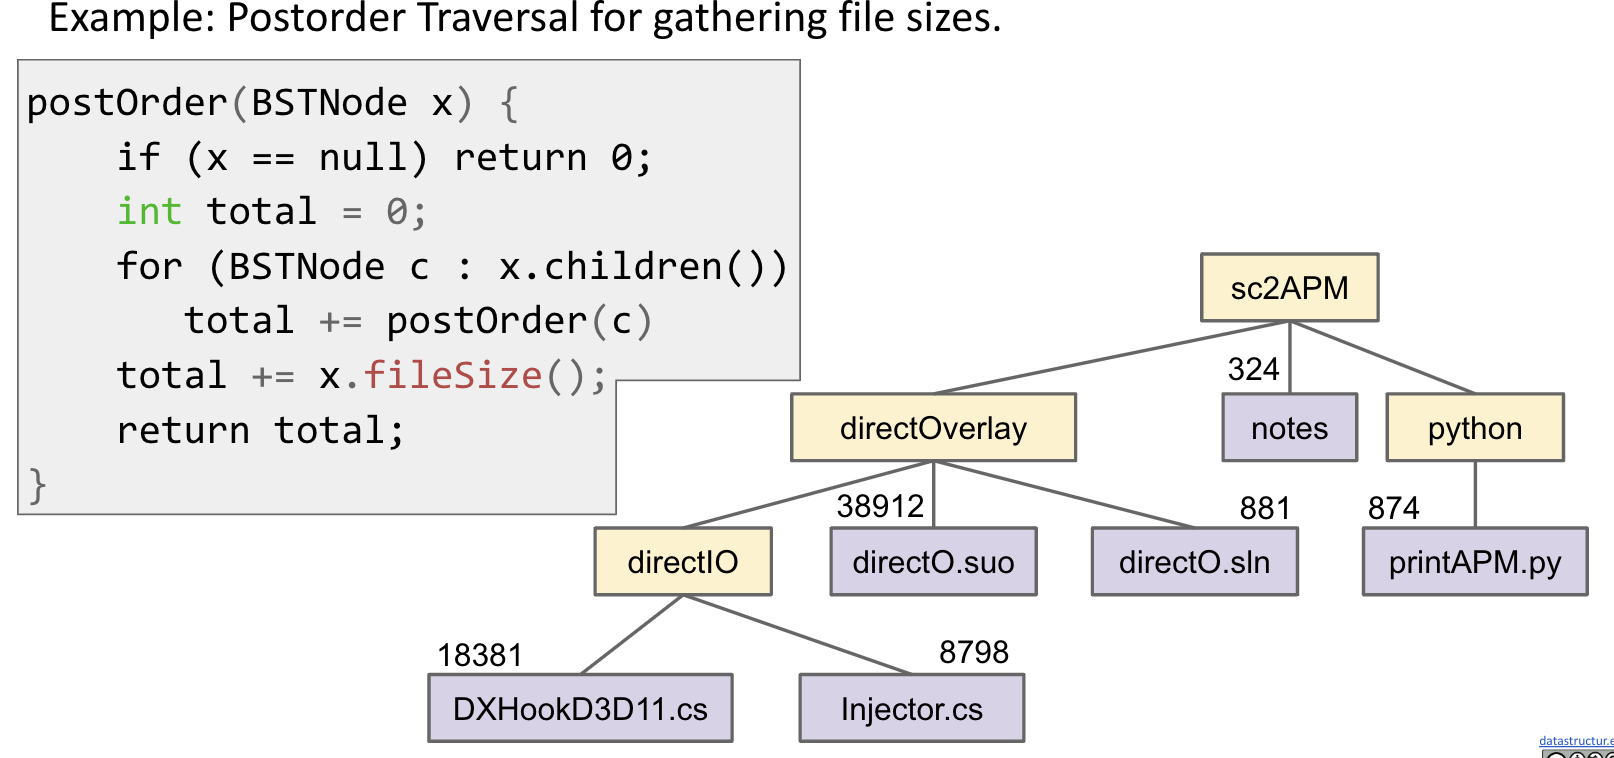 Example: Postorder Traversal for gathering file sizes.
postOrder(BSTNode x) {
    if (x == null) return 0;
    int total = 0;
    for (BSTNode c : x.children())
       total += postOrder(c)
    total += x.fileSize();
    return total;
}
sc2APM
324
directOverlay
notes
python
38912
881
874
directIO
directO.suo
directO.sln
printAPM.py
18381
8798
DXHookD3D11.cs
Injector.cs
datastructur.e